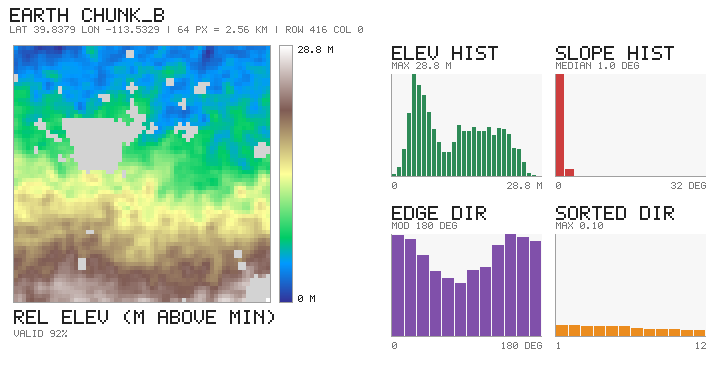 EARTH CHUNK_B
LAT 39.8379 LON -113.5329 | 64 PX = 2.56 KM | ROW 416 COL 0
28.8 M
0 M
REL ELEV (M ABOVE MIN)
VALID 92%
ELEV HIST
MAX 28.8 M
0 28.8 M
SLOPE HIST
MEDIAN 1.0 DEG
0 32 DEG
EDGE DIR
MOD 180 DEG
0 180 DEG
SORTED DIR
MAX 0.10
1 12